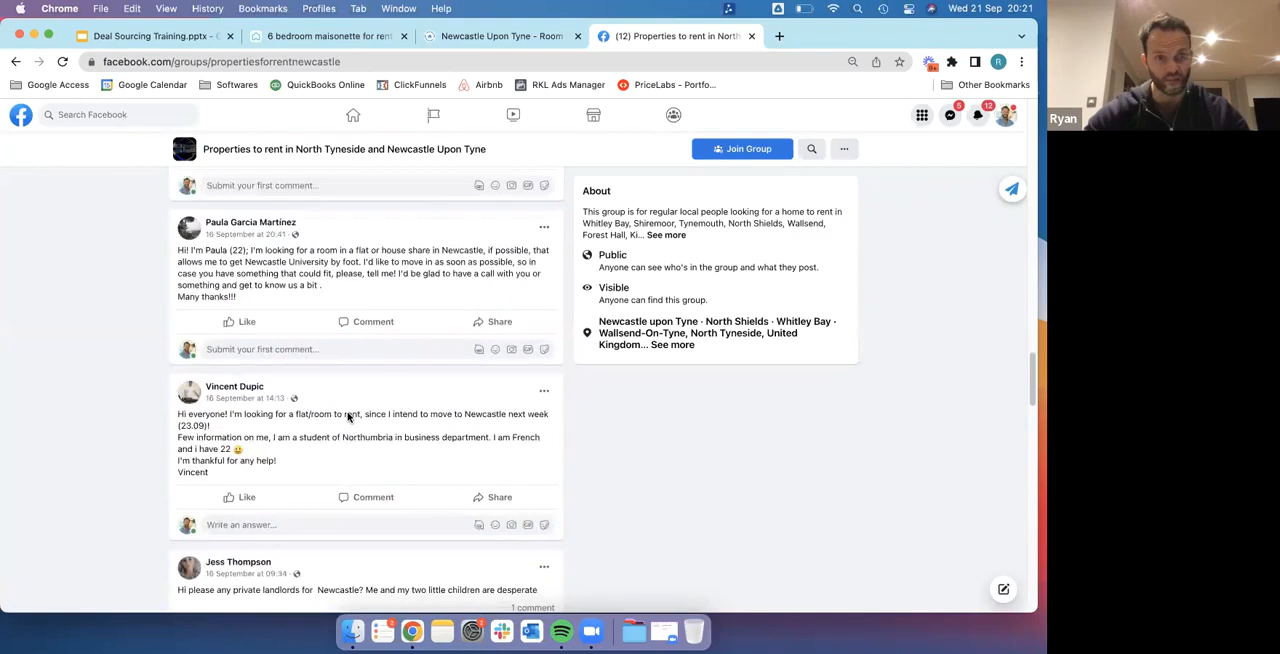 Chrome File Edit View History Bookmarks Profiles Tab Window Help Wed 21 Sep 20:21
Deal Sourcing Training.pptx - 6 bedroom maisonette for ren Newcastle Upon Tyne - Room (12) Properties to rent in North
facebook.com/groups/propertiesforrentnewcastle
Google Access Google Calendar Softwares QuickBooks Online ClickFunnels Airbnb RKL Ads Manager PriceLabs - Portfo... Other Bookmarks
Search Facebook 5 12
Ryan
Properties to rent in North Tyneside and Newcastle Upon Tyne Join Group
Submit your first comment...
Paula Garcia Martínez
16 September at 20:41
Hi! I'm Paula (22); I'm looking for a room in a flat or house share in Newcastle, if possible, that
allows me to get Newcastle University by foot. I'd like to move in as soon as possible, so in
case you have something that could fit, please, tell me! I'd be glad to have a call with you or
something and get to know us a bit .
Many thanks!!!
Like Comment Share
Submit your first comment...
Vincent Dupic
16 September at 14:13
Hi everyone! I'm looking for a flat/room to rent, since I intend to move to Newcastle next week
(23.09)!
Few information on me, I am a student of Northumbria in business department. I am French
and i have 22
I'm thankful for any help!
Vincent
Like Comment Share
Write an answer...
Jess Thompson
16 September at 09:34
Hi please any private landlords for Newcastle? Me and my two little children are desperate
1 comment
About
This group is for regular local people looking for a home to rent in
Whitley Bay, Shiremoor, Tynemouth, North Shields, Wallsend,
Forest Hall, Ki... See more
Public
Anyone can see who's in the group and what they post.
Visible
Anyone can find this group.
Newcastle upon Tyne · North Shields · Whitley Bay ·
Wallsend-On-Tyne, North Tyneside, United
Kingdom... See more